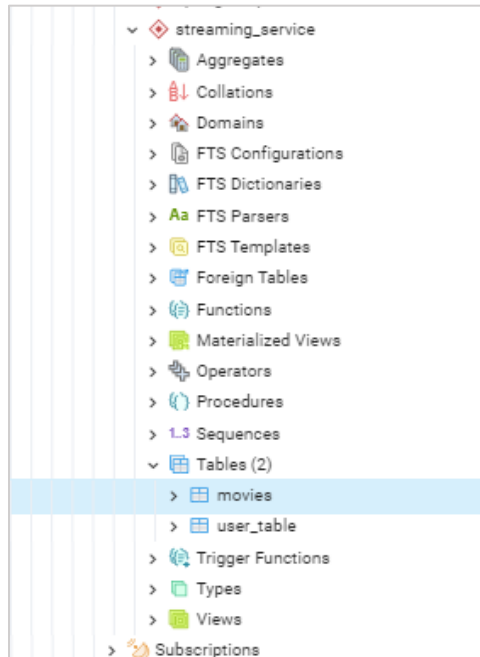 streaming_service
Aggregates
Collations
Domains
FTS Configurations
FTS Dictionaries
Aa FTS Parsers
FTS Templates
Foreign Tables
Functions
Materialized Views
Operators
Procedures
1..3 Sequences
Tables (2)
movies
user_table
Trigger Functions
Types
Views
Subscriptions